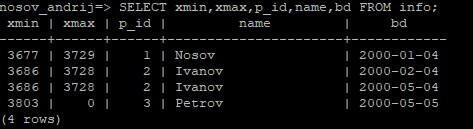 nosov_andrij=> SELECT xmin,xmax,p_id,name,bd FROM info;
 xmin | xmax | p_id |          name          |     bd
------+------+------+------------------------+------------
 3677 | 3729 |    1 | Nosov                  | 2000-01-04
 3686 | 3728 |    2 | Ivanov                 | 2000-02-04
 3686 | 3728 |    2 | Ivanov                 | 2000-05-04
 3803 |    0 |    3 | Petrov                 | 2000-05-05
(4 rows)